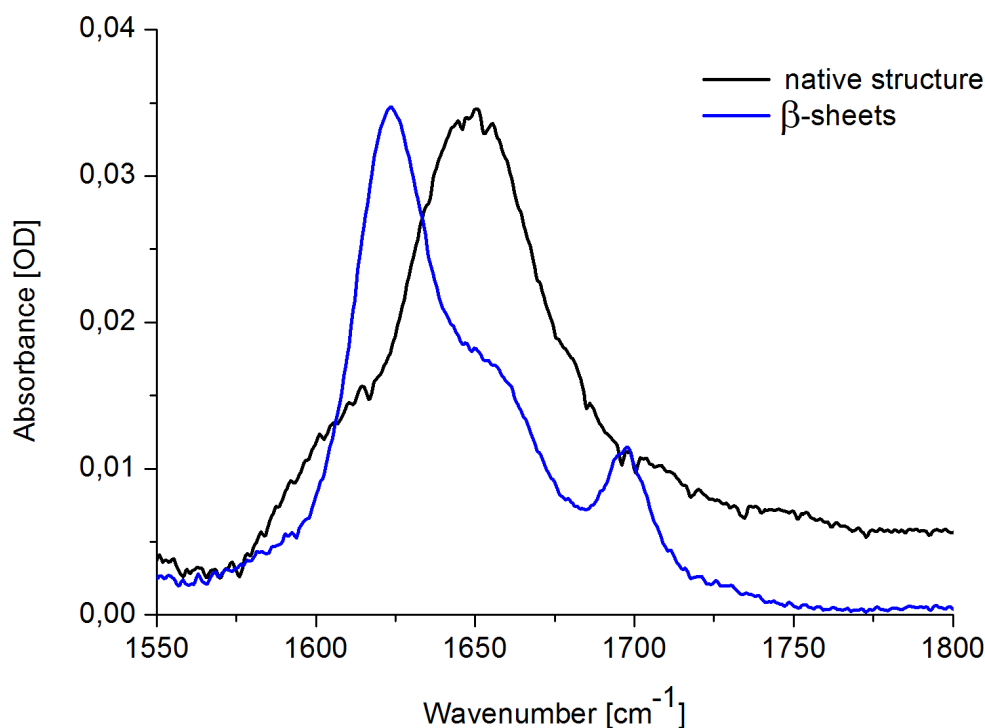 0,04
native structure
β-sheets
0,03
Absorbance [OD]
0,02
0,01
0,00
1550 1600 1650 1700 1750 1800
Wavenumber [cm⁻¹]